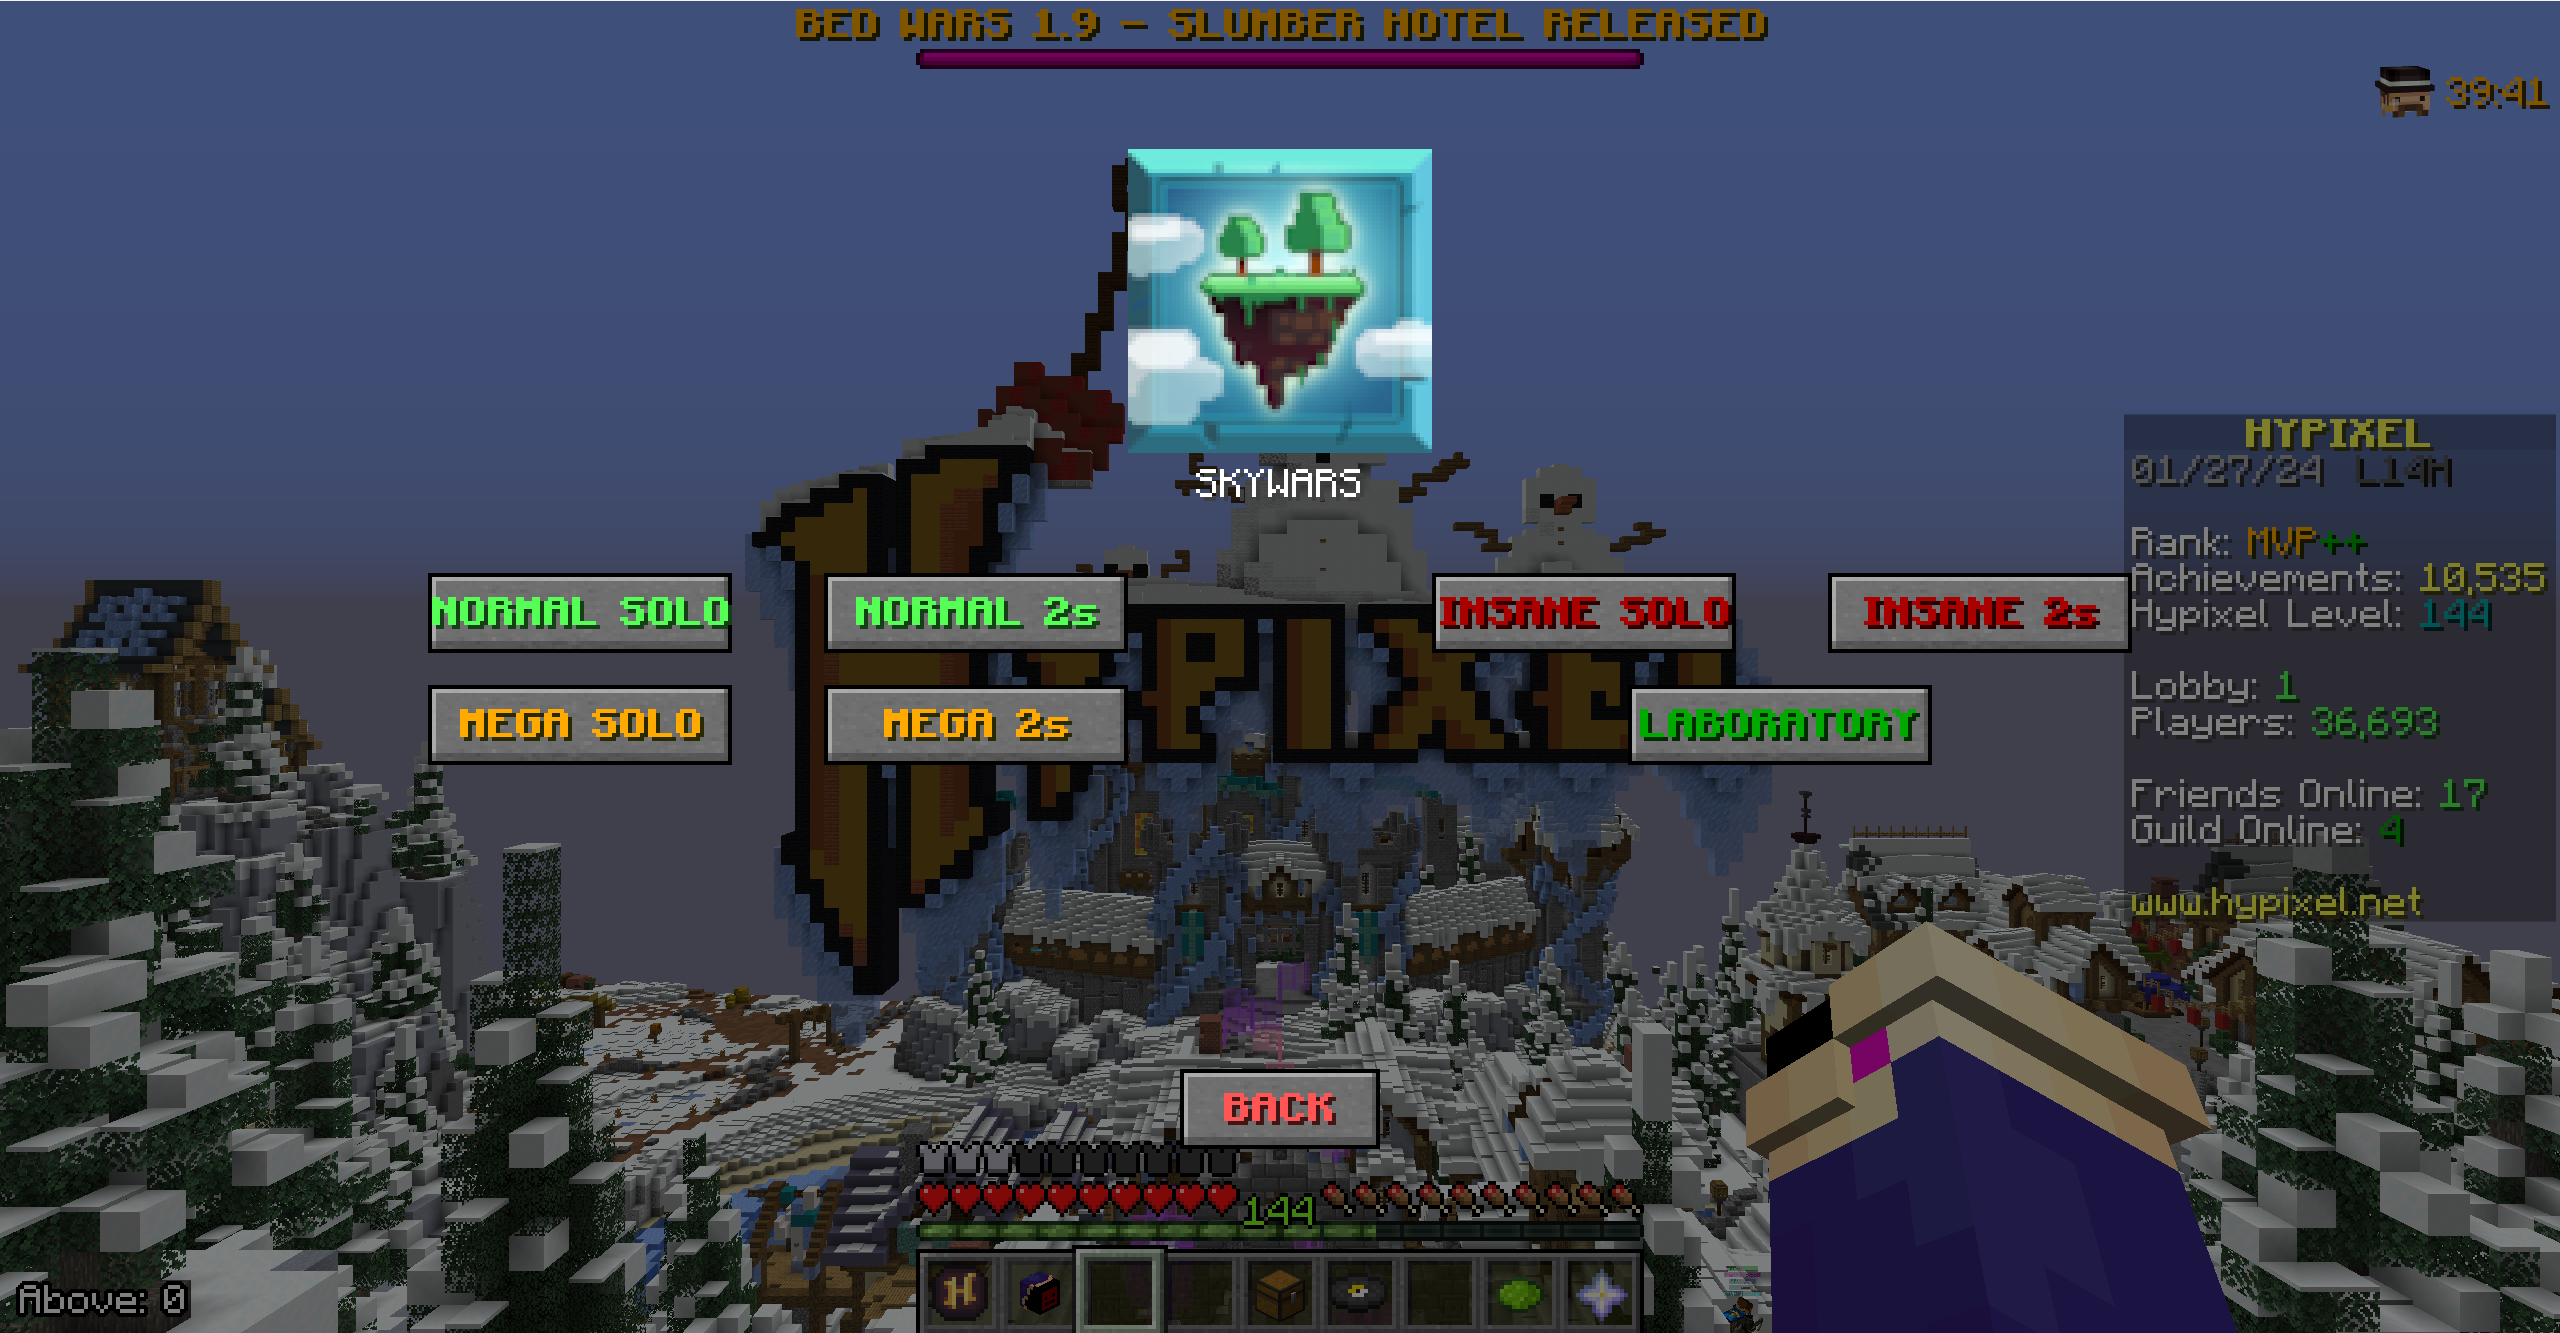 BED WARS 1.9 – SLUMBER HOTEL RELEASED
39:41
SKYWARS
HYPIXEL
01/27/24 L14H
Rank: MVP++
Achievements: 10,535
Hypixel Level: 144
Lobby: 1
Players: 36,693
Friends Online: 17
Guild Online: 4
www.hypixel.net
NORMAL SOLO
NORMAL 2s
INSANE SOLO
INSANE 2s
MEGA SOLO
MEGA 2s
LABORATORY
HYPIXEL
BACK
144
H
Above: 0